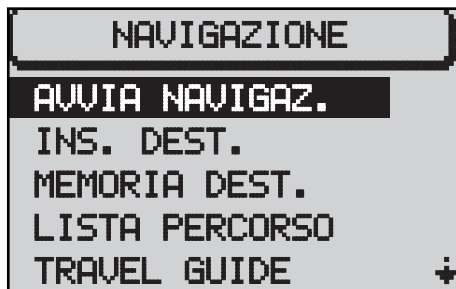 NAVIGAZIONE
AVVIA NAVIGAZ.
INS. DEST.
MEMORIA DEST.
LISTA PERCORSO
TRAVEL GUIDE